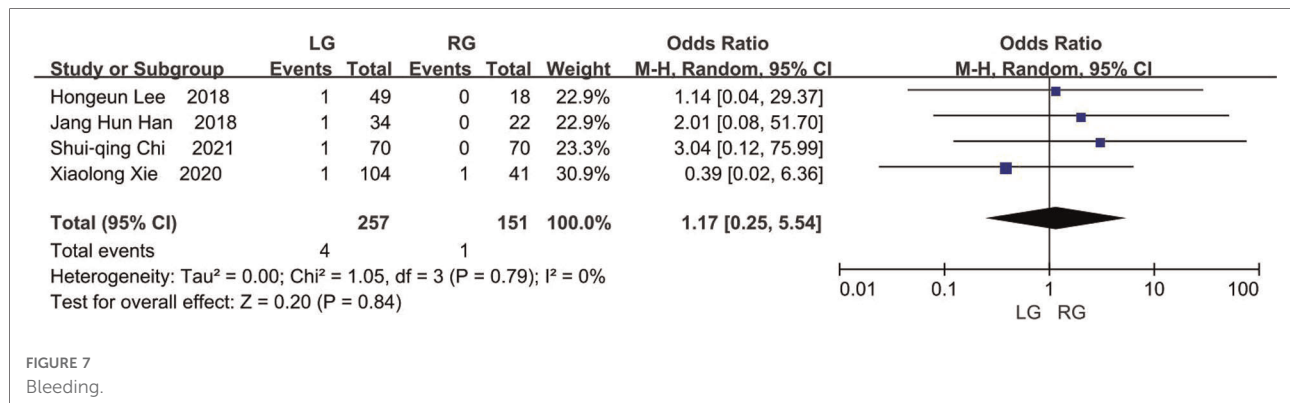 LG RG Odds Ratio Odds Ratio
Study or Subgroup Events Total Events Total Weight M-H, Random, 95% CI M-H, Random, 95% CI
Hongeun Lee 2018 1 49 0 18 22.9% 1.14 [0.04, 29.37]
Jang Hun Han 2018 1 34 0 22 22.9% 2.01 [0.08, 51.70]
Shui-qing Chi 2021 1 70 0 70 23.3% 3.04 [0.12, 75.99]
Xiaolong Xie 2020 1 104 1 41 30.9% 0.39 [0.02, 6.36]
Total (95% CI) 257 151 100.0% 1.17 [0.25, 5.54]
Total events 4 1
Heterogeneity: Tau² = 0.00; Chi² = 1.05, df = 3 (P = 0.79); I² = 0%
Test for overall effect: Z = 0.20 (P = 0.84)
0.01 0.1 1 10 100
LG RG
FIGURE 7
Bleeding.